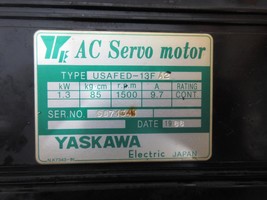 AC Servo motor
TYPE USAFED-13F
kW kg cm r.p.m A RATING
1.3 85 1500 9.7 CONT
SER.NO
DATE
YASKAWA
Electric JAPAN